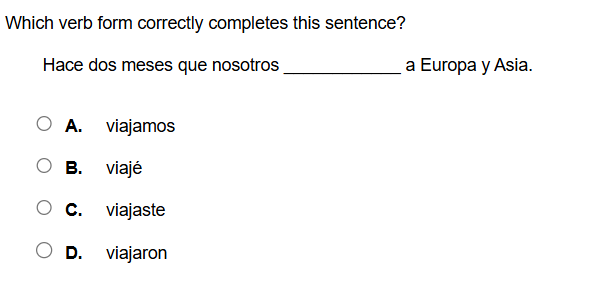 Which verb form correctly completes this sentence?
Hace dos meses que nosotros ____________ a Europa y Asia.
A. viajamos
B. viajé
C. viajaste
D. viajaron